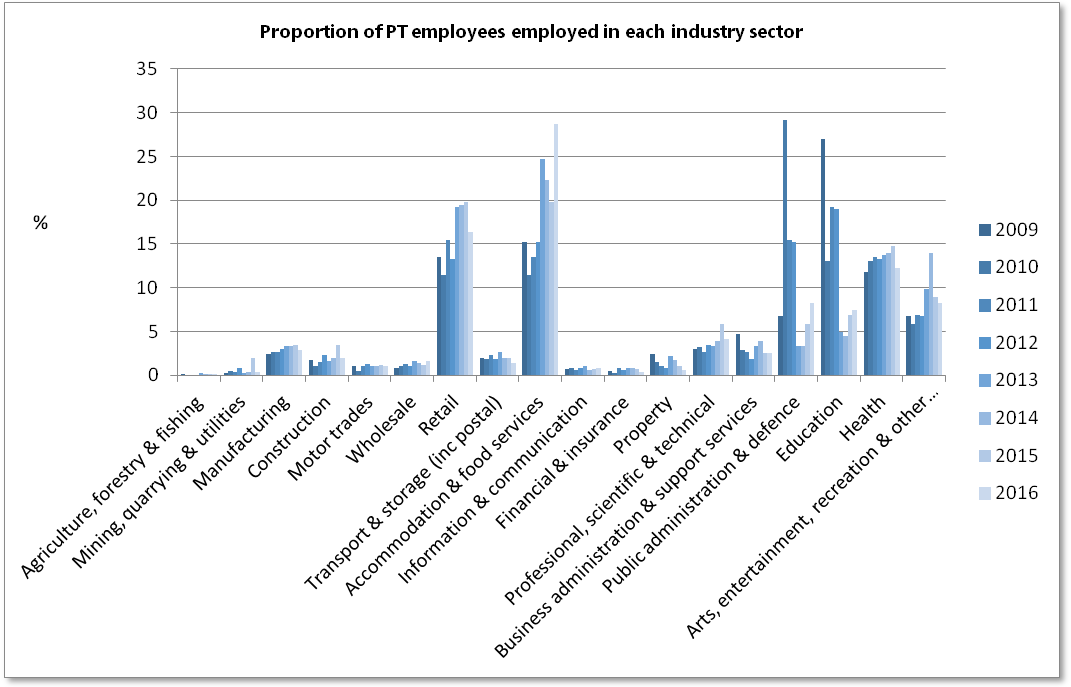 Proportion of PT employees employed in each industry sector
35
30
25
20
15
10
5
0
%
Agriculture, forestry & fishing
Mining, quarrying & utilities
Manufacturing
Construction
Motor trades
Wholesale
Retail
Transport & storage (inc postal)
Accommodation & food services
Information & communication
Financial & insurance
Property
Professional, scientific & technical
Business administration & support services
Public administration & defence
Education
Health
Arts, entertainment, recreation & other...
2009
2010
2011
2012
2013
2014
2015
2016